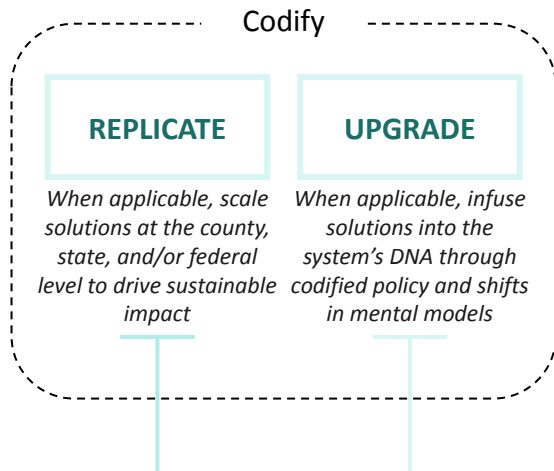 Codify
REPLICATE
When applicable, scale
solutions at the county,
state, and/or federal
level to drive sustainable
impact
UPGRADE
When applicable, infuse
solutions into the
system’s DNA through
codified policy and shifts
in mental models